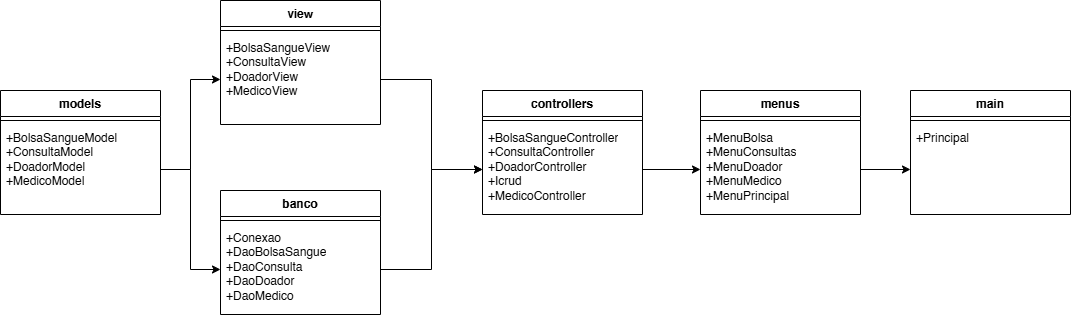 models
+BolsaSangueModel
+ConsultaModel
+DoadorModel
+MedicoModel
view
+BolsaSangueView
+ConsultaView
+DoadorView
+MedicoView
banco
+Conexao
+DaoBolsaSangue
+DaoConsulta
+DaoDoador
+DaoMedico
controllers
+BolsaSangueController
+ConsultaController
+DoadorController
+Icrud
+MedicoController
menus
+MenuBolsa
+MenuConsultas
+MenuDoador
+MenuMedico
+MenuPrincipal
main
+Principal